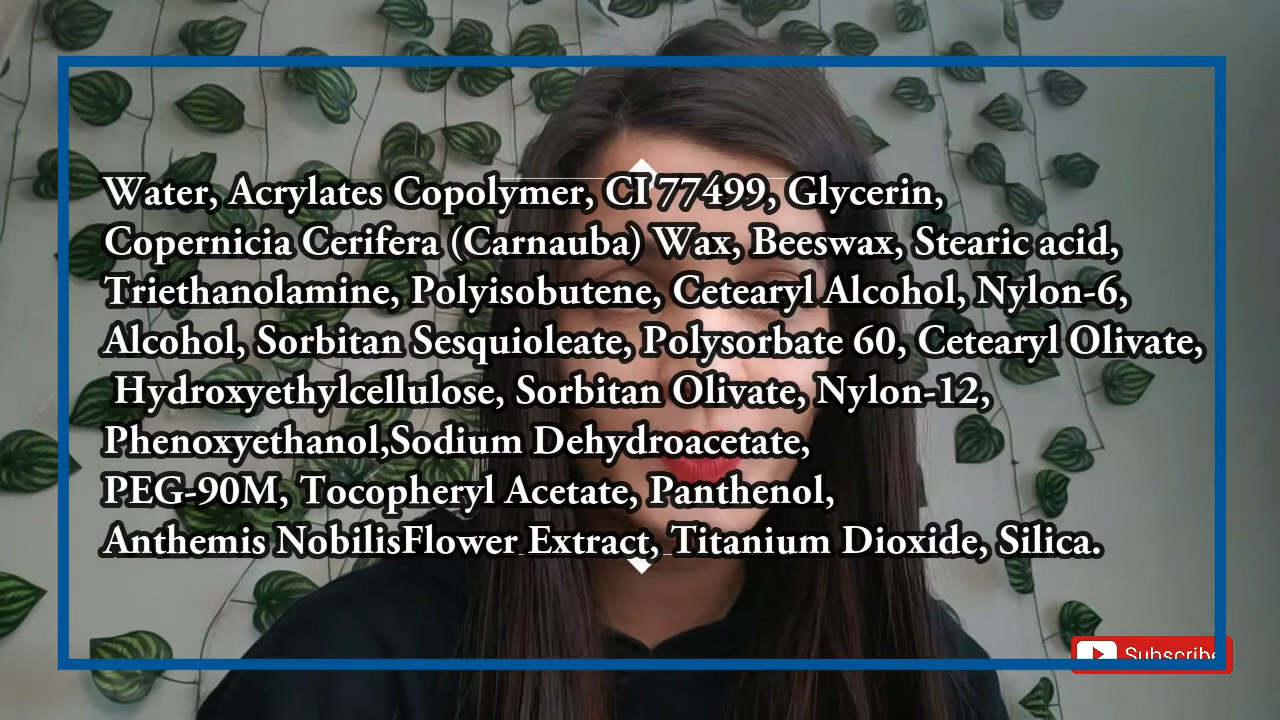 Water, Acrylates Copolymer, CI 77499, Glycerin,
Copernicia Cerifera (Carnauba) Wax, Beeswax, Stearic acid,
Triethanolamine, Polyisobutene, Cetearyl Alcohol, Nylon-6,
Alcohol, Sorbitan Sesquioleate, Polysorbate 60, Cetearyl Olivate,
Hydroxyethylcellulose, Sorbitan Olivate, Nylon-12,
Phenoxyethanol,Sodium Dehydroacetate,
PEG-90M, Tocopheryl Acetate, Panthenol,
Anthemis NobilisFlower Extract, Titanium Dioxide, Silica.
Subscribe